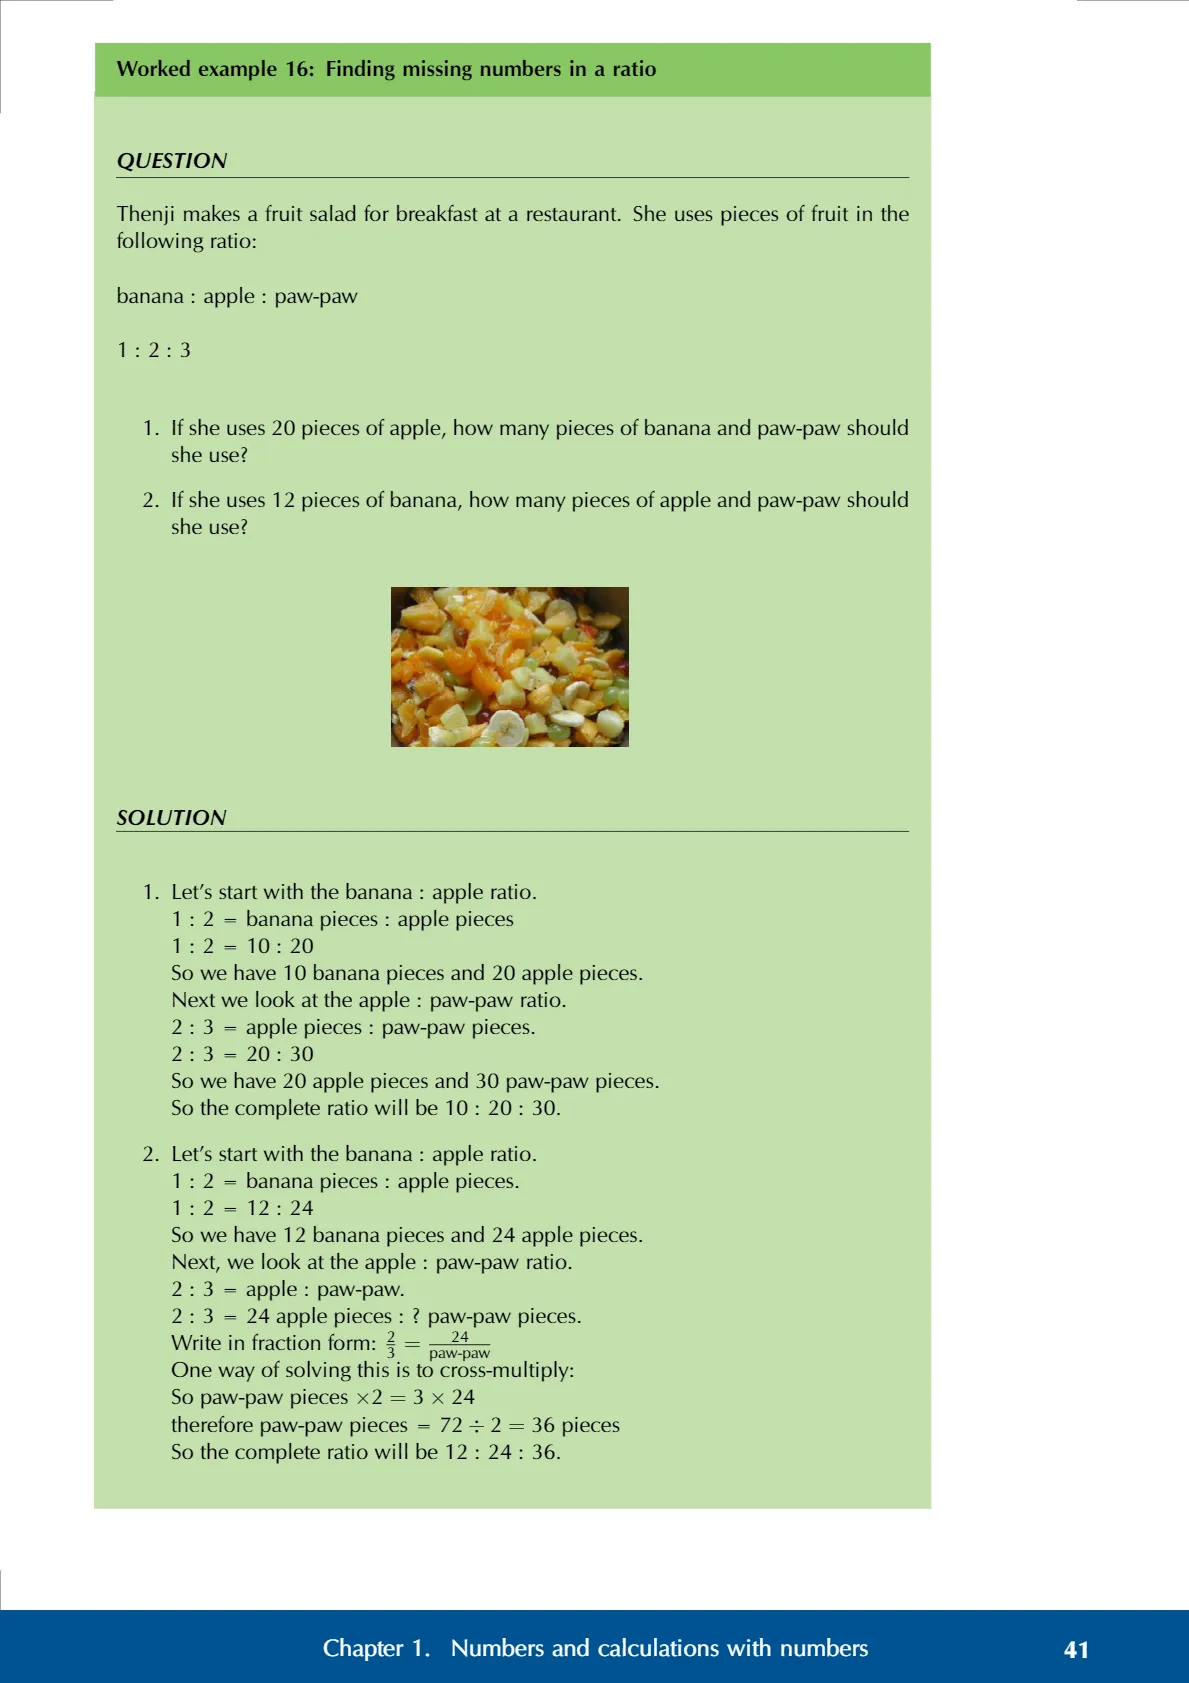 Worked example 16: Finding missing numbers in a ratio
QUESTION
Thenji makes a fruit salad for breakfast at a restaurant. She uses pieces of fruit in the
following ratio:
banana : apple : paw-paw
1 : 2 : 3
1. If she uses 20 pieces of apple, how many pieces of banana and paw-paw should
she use?
2. If she uses 12 pieces of banana, how many pieces of apple and paw-paw should
she use?
SOLUTION
1. Let’s start with the banana : apple ratio.
1 : 2 = banana pieces : apple pieces
1 : 2 = 10 : 20
So we have 10 banana pieces and 20 apple pieces.
Next we look at the apple : paw-paw ratio.
2 : 3 = apple pieces : paw-paw pieces.
2 : 3 = 20 : 30
So we have 20 apple pieces and 30 paw-paw pieces.
So the complete ratio will be 10 : 20 : 30.
2. Let’s start with the banana : apple ratio.
1 : 2 = banana pieces : apple pieces.
1 : 2 = 12 : 24
So we have 12 banana pieces and 24 apple pieces.
Next, we look at the apple : paw-paw ratio.
2 : 3 = apple : paw-paw.
2 : 3 = 24 apple pieces : ? paw-paw pieces.
Write in fraction form: 2/3 = 24/paw-paw
One way of solving this is to cross-multiply:
So paw-paw pieces ×2 = 3 × 24
therefore paw-paw pieces = 72 ÷ 2 = 36 pieces
So the complete ratio will be 12 : 24 : 36.
Chapter 1. Numbers and calculations with numbers 41